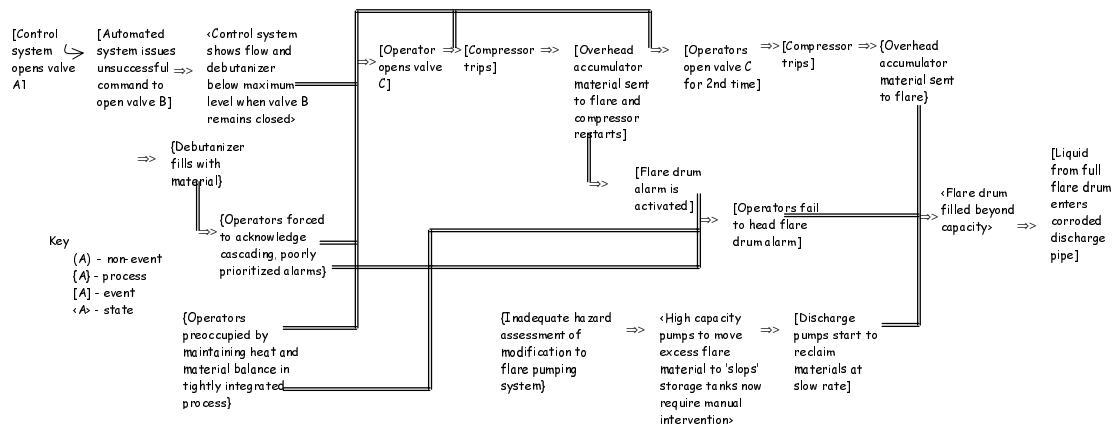 [Control
system
opens valve
A1
[Automated
system issues
unsuccessful
command to
open valve B]
‹Control system
shows flow and
debutanizer
below maximum
level when valve B
remains closed›
[Operator
opens valve
C]
[Compressor
trips]
[Overhead
accumulator
material sent
to flare and
compressor
restarts]
[Operators
open valve C
for 2nd time]
[Compressor
trips]
{Overhead
accumulator
material sent
to flare}
{Debutanizer
fills with
material}
[Flare drum
alarm is
activated]
[Liquid
from full
flare drum
enters
corroded
discharge
pipe]
{Operators forced
to acknowledge
cascading, poorly
prioritized alarms}
[Operators fail
to head flare
drum alarm]
‹Flare drum
filled beyond
capacity›
Key
(A) - non-event
{A} - process
[A] - event
‹A> - state
{Operators
preoccupied by
maintaining heat and
material balance in
tightly integrated
process}
{Inadequate hazard
assessment of
modification to
flare pumping
system}
‹High capacity
pumps to move
excess flare
material to 'slops'
storage tanks now
require manual
intervention›
[Discharge
pumps start to
reclaim
materials at
slow rate]